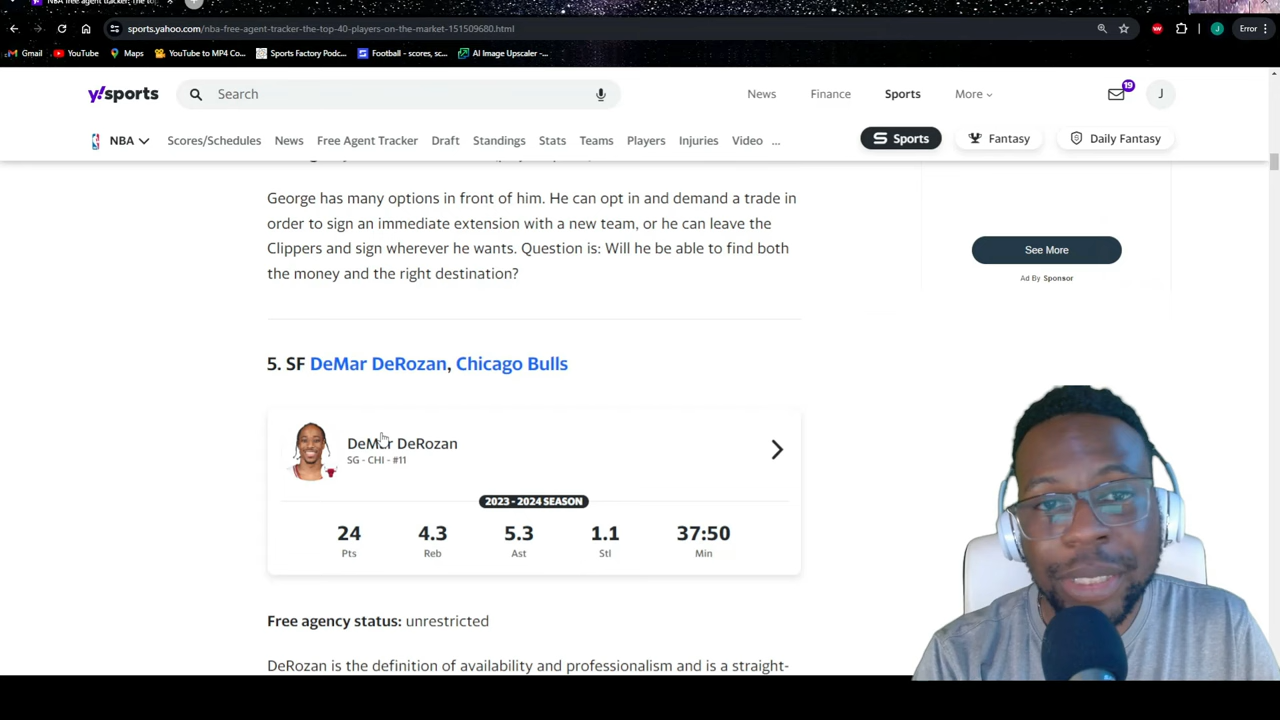 NBA free agent tracker: The to
sports.yahoo.com/nba-free-agent-tracker-the-top-40-players-on-the-market-151509680.html
Error
Gmail YouTube Maps YouTube to MP4 Co... Sports Factory Podc... Football - scores, sc... AI Image Upscaler -...
y!sports Search News Finance Sports More 19 J
NBA Scores/Schedules News Free Agent Tracker Draft Standings Stats Teams Players Injuries Video ... S Sports Fantasy Daily Fantasy
George has many options in front of him. He can opt in and demand a trade in
order to sign an immediate extension with a new team, or he can leave the
Clippers and sign wherever he wants. Question is: Will he be able to find both
the money and the right destination?
See More
Ad By Sponsor
5. SF DeMar DeRozan, Chicago Bulls
DeMar DeRozan
SG - CHI - #11
2023 - 2024 SEASON
24 4.3 5.3 1.1 37:50
Pts Reb Ast Stl Min
Free agency status: unrestricted
DeRozan is the definition of availability and professionalism and is a straight-